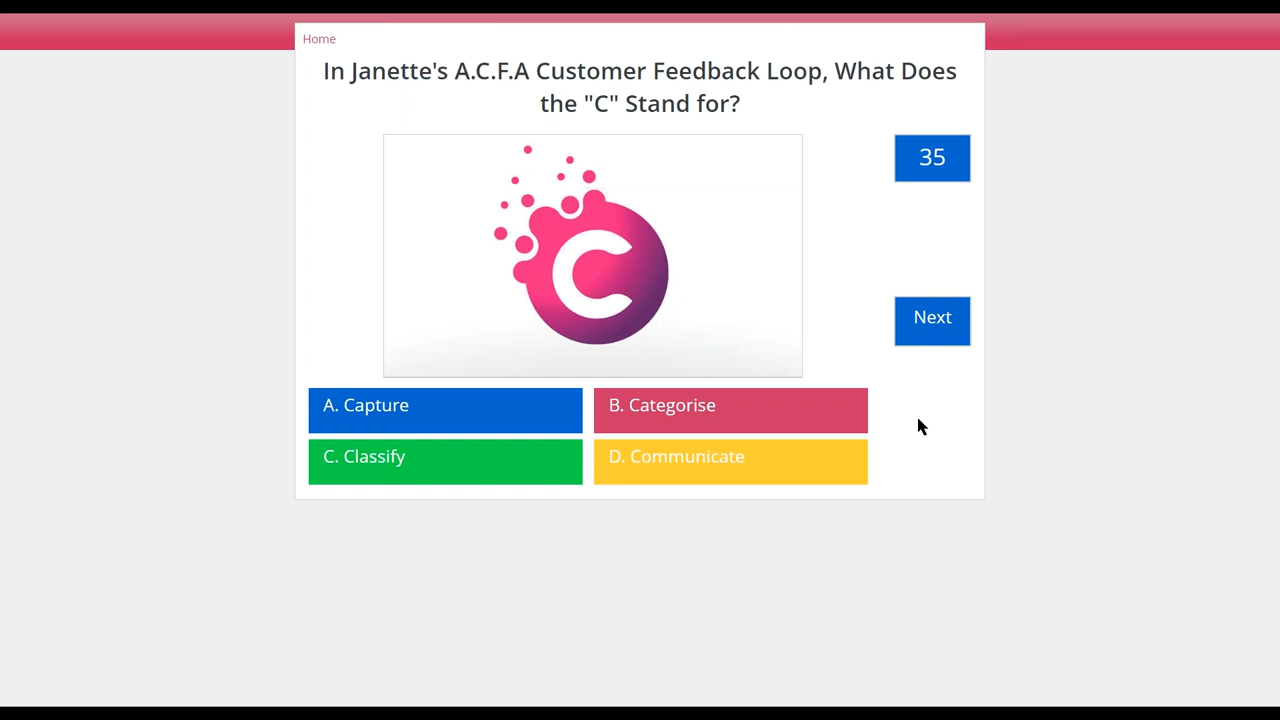 Home
In Janette's A.C.F.A Customer Feedback Loop, What Does
the "C" Stand for?
35
C
Next
A. Capture
B. Categorise
C. Classify
D. Communicate